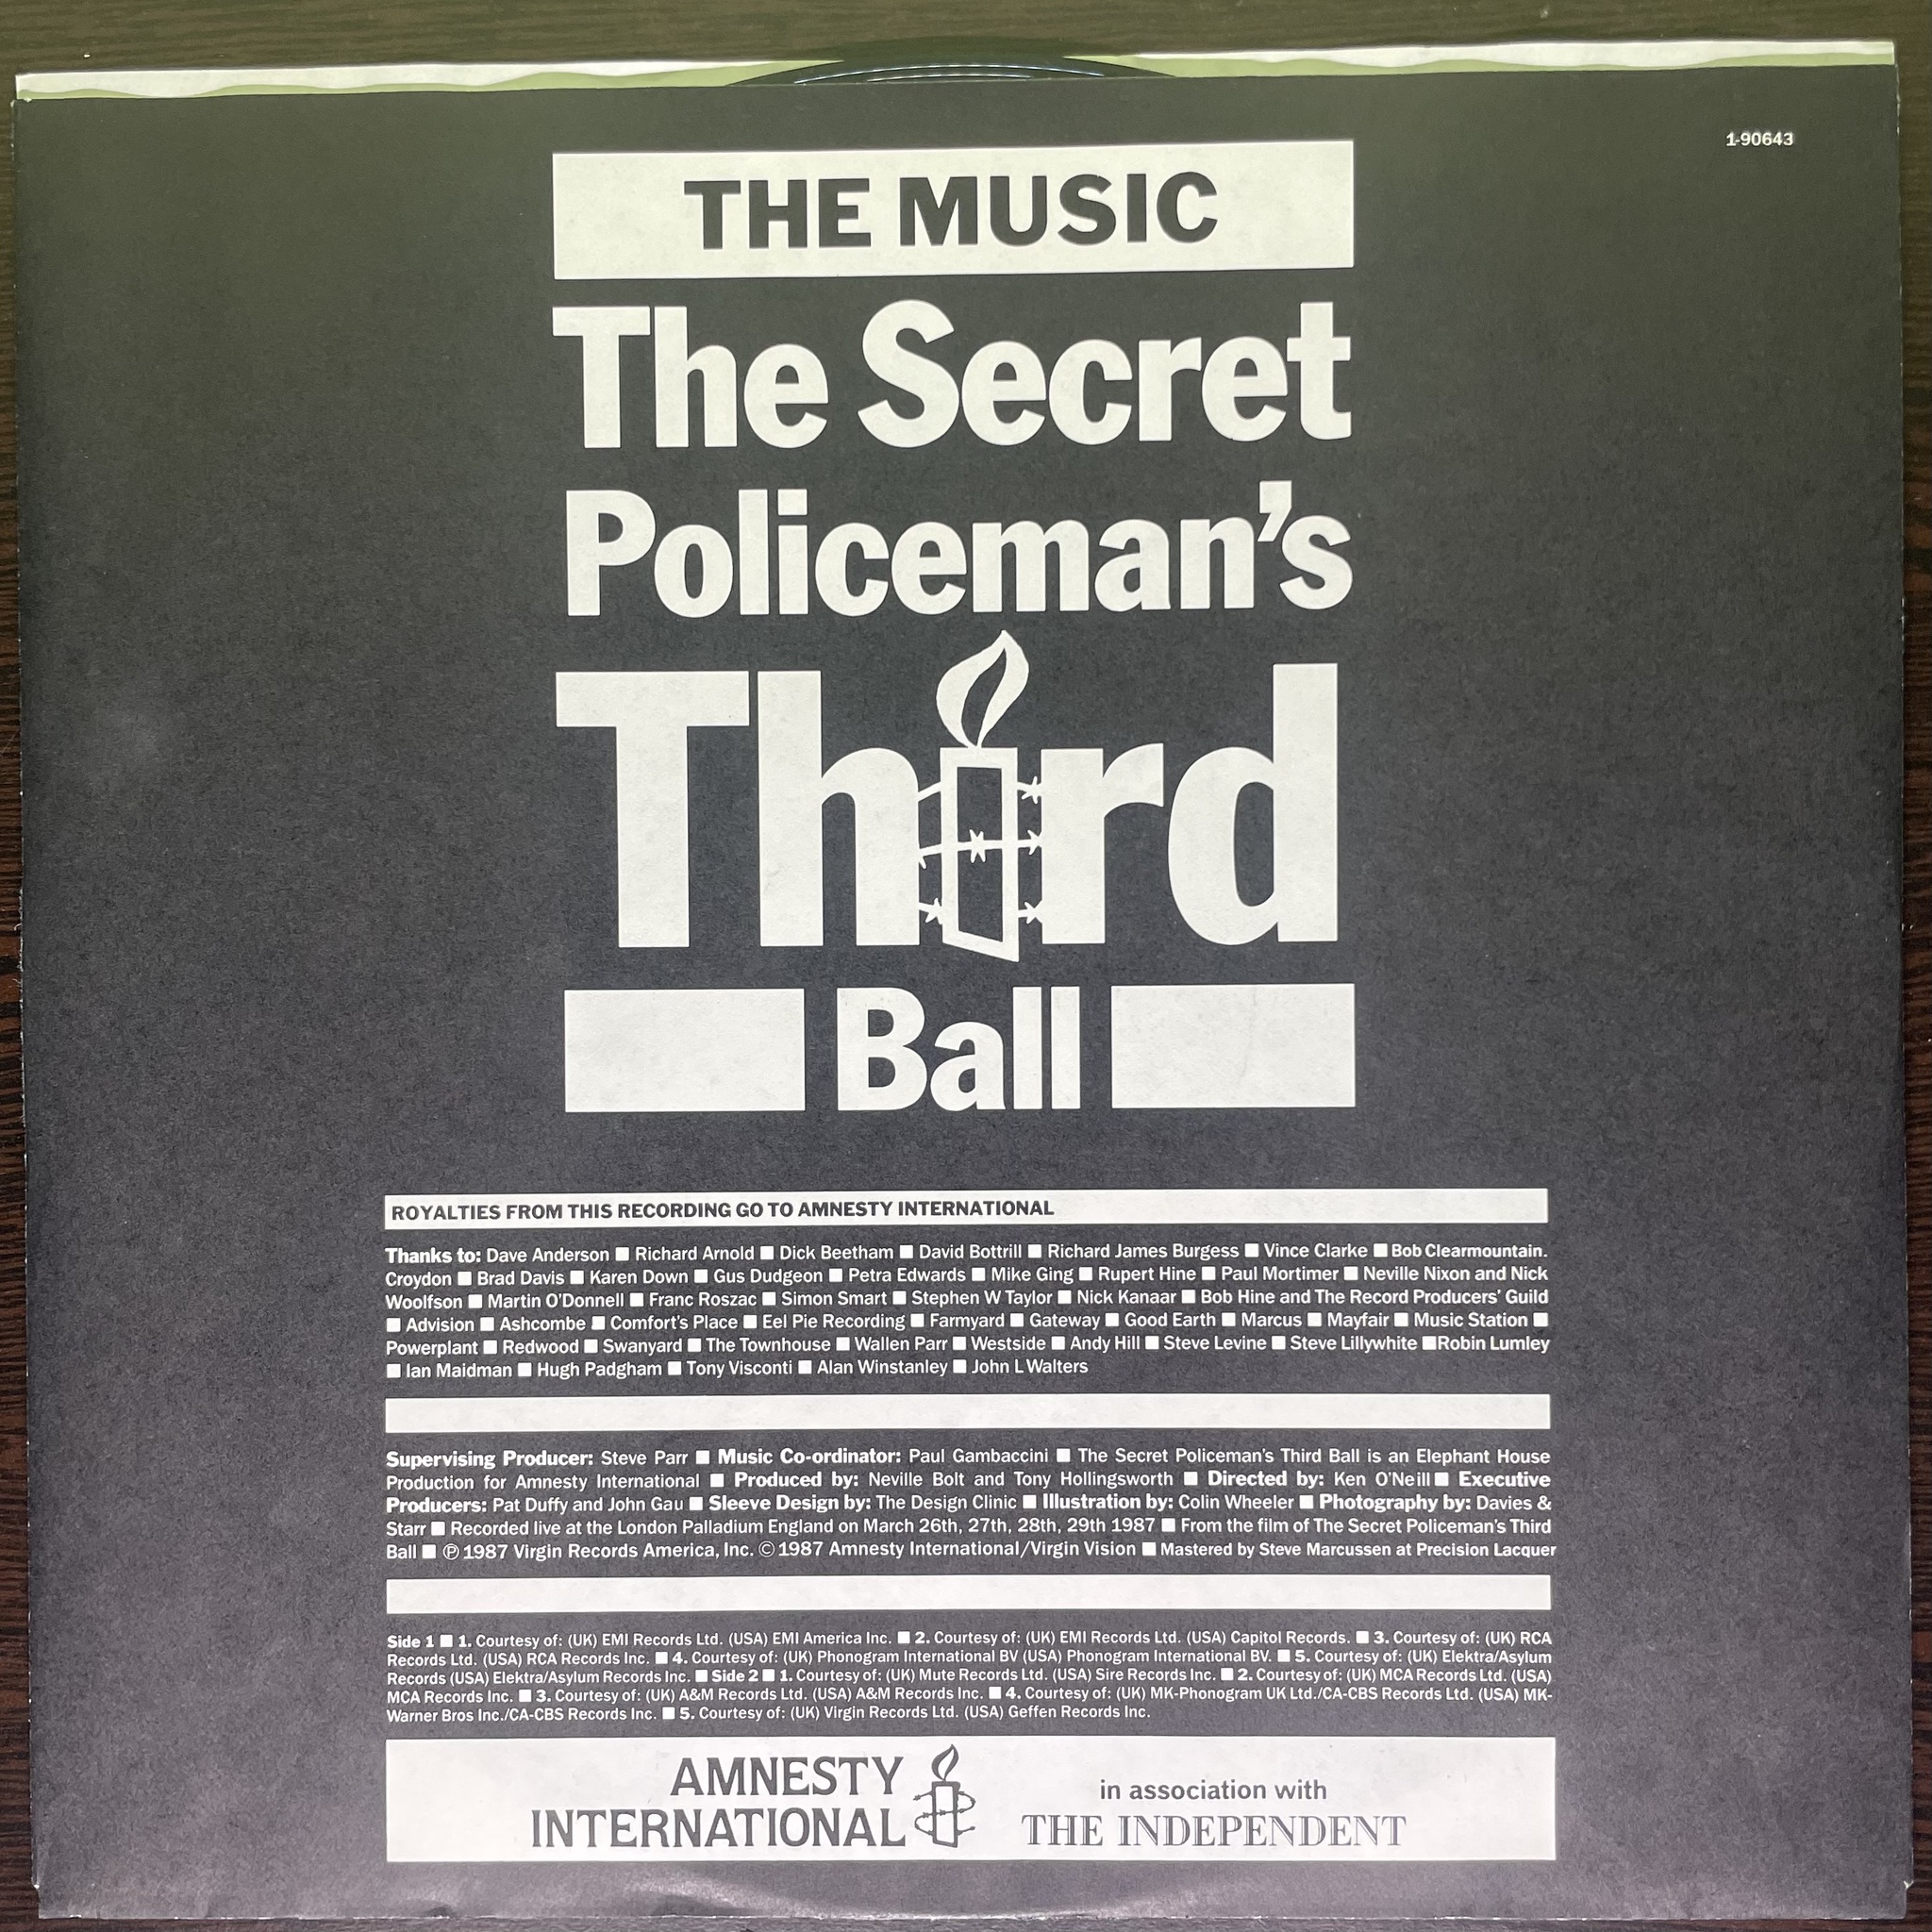 1-90643
THE MUSIC
The Secret
Policeman's
Third
Ball
ROYALTIES FROM THIS RECORDING GO TO AMNESTY INTERNATIONAL
Thanks to: Dave Anderson ■ Richard Arnold ■ Dick Beetham ■ David Bottrill ■ Richard James Burgess ■ Vince Clarke ■ Bob Clearmountain.
Croydon ■ Brad Davis ■ Karen Down ■ Gus Dudgeon ■ Petra Edwards ■ Mike Ging ■ Rupert Hine ■ Paul Mortimer ■ Neville Nixon and Nick
Woolfson ■ Martin O'Donnell ■ Franc Roszac ■ Simon Smart ■ Stephen W Taylor ■ Nick Kanaar ■ Bob Hine and The Record Producers' Guild
■ Advision ■ Ashcombe ■ Comfort's Place ■ Eel Pie Recording ■ Farmyard ■ Gateway ■ Good Earth ■ Marcus ■ Mayfair ■ Music Station ■
Powerplant ■ Redwood ■ Swanyard ■ The Townhouse ■ Wallen Parr ■ Westside ■ Andy Hill ■ Steve Levine ■ Steve Lillywhite ■ Robin Lumley
■ Ian Maidman ■ Hugh Padgham ■ Tony Visconti ■ Alan Winstanley ■ John L Walters
Supervising Producer: Steve Parr ■ Music Co-ordinator: Paul Gambaccini ■ The Secret Policeman's Third Ball is an Elephant House
Production for Amnesty International ■ Produced by: Neville Bolt and Tony Hollingsworth ■ Directed by: Ken O'Neill ■ Executive
Producers: Pat Duffy and John Gau ■ Sleeve Design by: The Design Clinic ■ Illustration by: Colin Wheeler ■ Photography by: Davies &
Starr ■ Recorded live at the London Palladium England on March 26th, 27th, 28th, 29th 1987 ■ From the film of The Secret Policeman's Third
Ball ■ ℗ 1987 Virgin Records America, Inc. © 1987 Amnesty International/Virgin Vision ■ Mastered by Steve Marcussen at Precision Lacquer
Side 1 ■ 1. Courtesy of: (UK) EMI Records Ltd. (USA) EMI America Inc. ■ 2. Courtesy of: (UK) EMI Records Ltd. (USA) Capitol Records. ■ 3. Courtesy of: (UK) RCA
Records Ltd. (USA) RCA Records Inc. ■ 4. Courtesy of: (UK) Phonogram International BV (USA) Phonogram International BV. ■ 5. Courtesy of: (UK) Elektra/Asylum
Records (USA) Elektra/Asylum Records Inc. ■ Side 2 ■ 1. Courtesy of: (UK) Mute Records Ltd. (USA) Sire Records Inc. ■ 2. Courtesy of: (UK) MCA Records Ltd. (USA)
MCA Records Inc. ■ 3. Courtesy of: (UK) A&M Records Ltd. (USA) A&M Records Inc. ■ 4. Courtesy of: (UK) MK-Phonogram UK Ltd./CA-CBS Records Ltd. (USA) MK-
Warner Bros Inc./CA-CBS Records Inc. ■ 5. Courtesy of: (UK) Virgin Records Ltd. (USA) Geffen Records Inc.
AMNESTY
INTERNATIONAL
in association with
THE INDEPENDENT